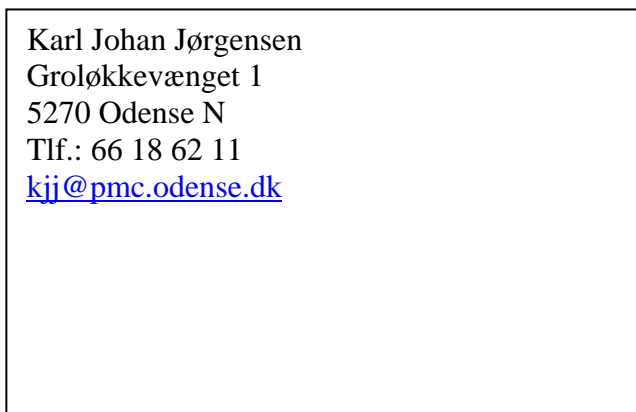 Karl Johan Jørgensen
Groløkkevænget 1
5270 Odense N
Tlf.: 66 18 62 11
kjj@pmc.odense.dk